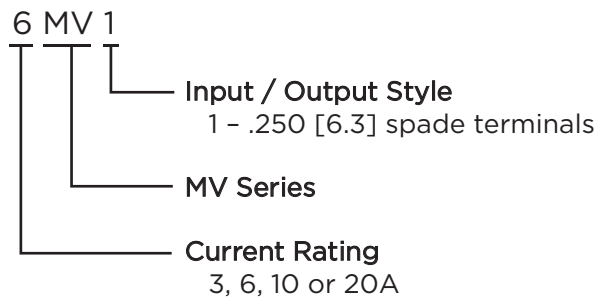 6 MV 1
Input / Output Style
1 – .250 [6.3] spade terminals
MV Series
Current Rating
3, 6, 10 or 20A